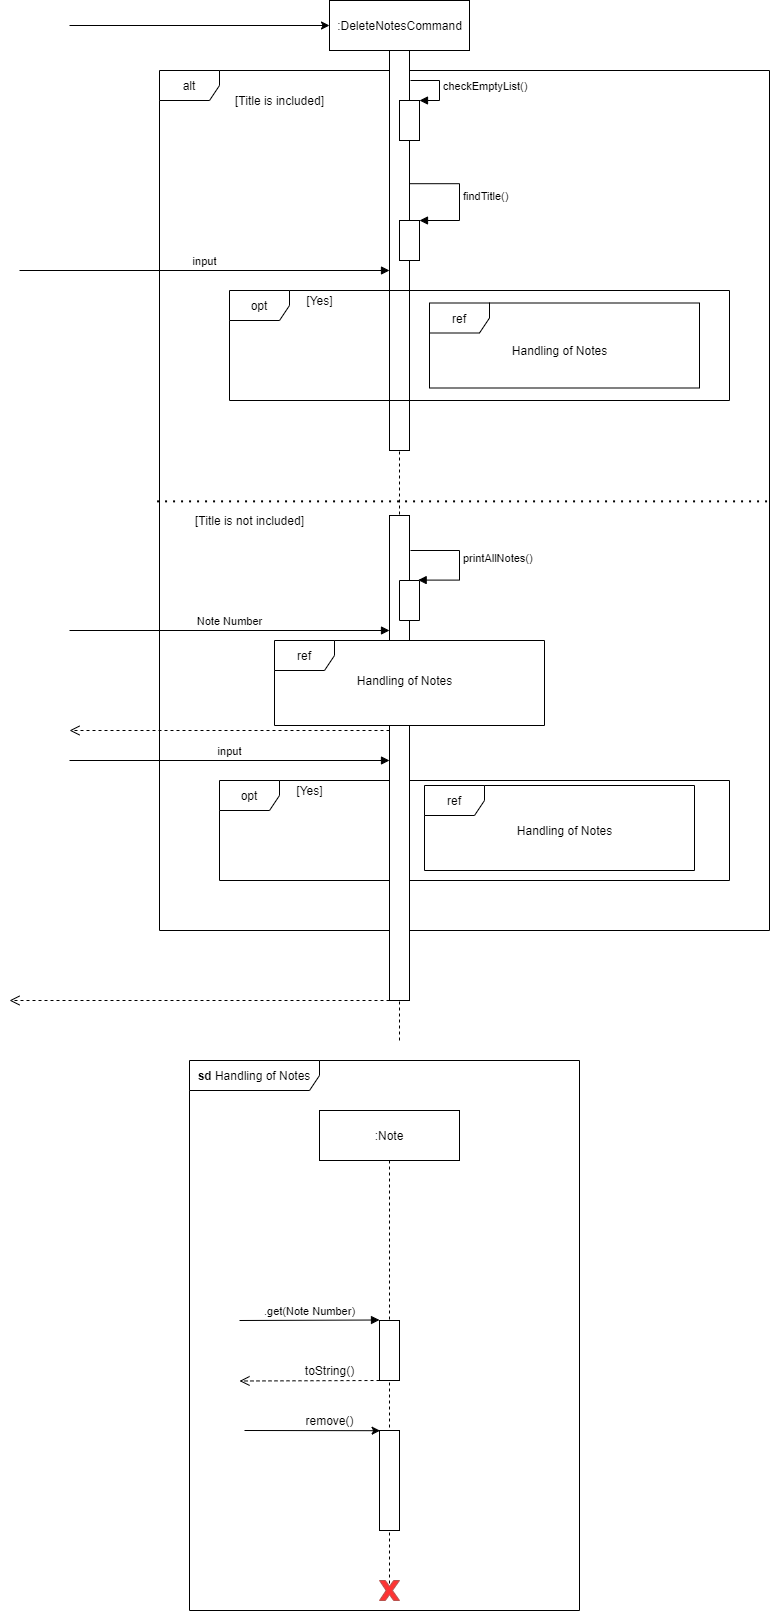 :DeleteNotesCommand
alt
[Title is included]
checkEmptyList()
findTitle()
input
opt
[Yes]
ref
Handling of Notes
[Title is not included]
printAllNotes()
Note Number
ref
Handling of Notes
input
opt
[Yes]
ref
Handling of Notes
sd Handling of Notes
:Note
.get(Note Number)
toString()
remove()